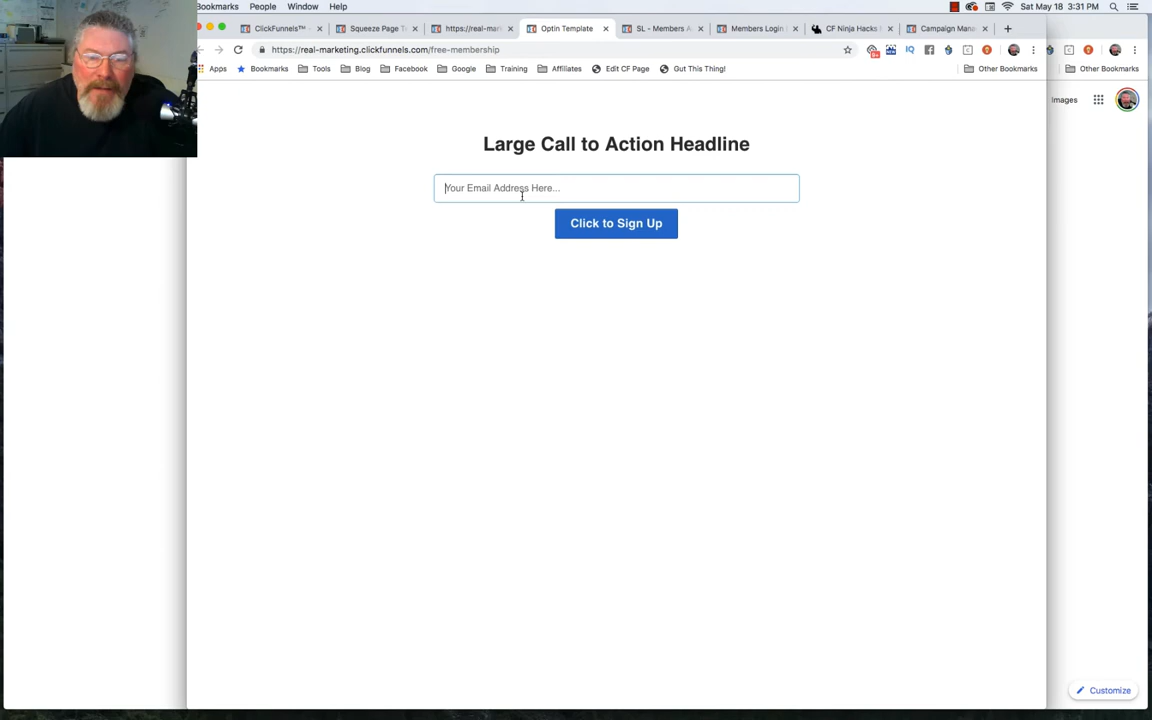 Bookmarks People Window Help Sat May 18 3:31 PM
ClickFunnels™ Squeeze Page T https://real-mar Optin Template SL - Members A Members Login CF Ninja Hacks Campaign Mana
https://real-marketing.clickfunnels.com/free-membership
Apps Bookmarks Tools Blog Facebook Google Training Affiliates Edit CF Page Gut This Thing! Other Bookmarks Other Bookmarks
Images
Large Call to Action Headline
Your Email Address Here...
Click to Sign Up
Customize